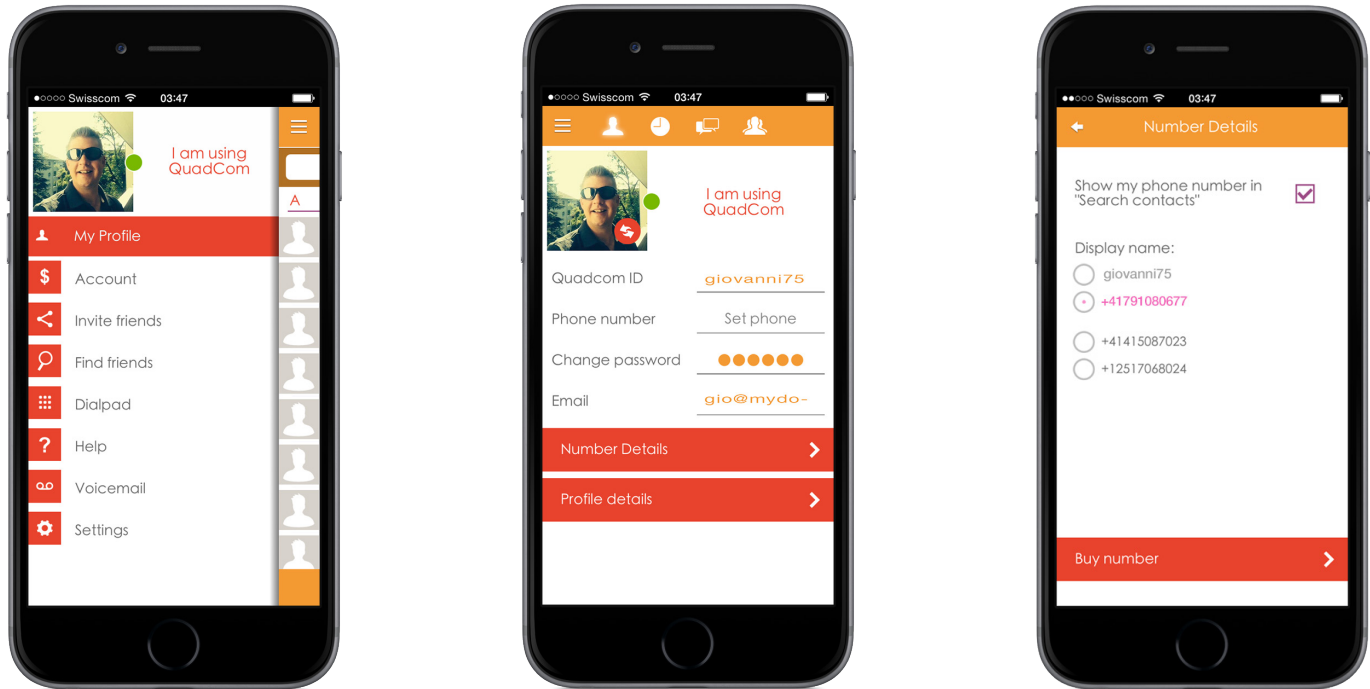 Swisscom 03:47
I am using
QuadCom
A
My Profile
$ Account
Invite friends
Find friends
Dialpad
? Help
Voicemail
Settings
Swisscom 03:47
I am using
QuadCom
Quadcom ID giovanni75
Phone number Set phone
Change password ●●●●●●
Email gio@mydo-
Number Details
Profile details
Swisscom 03:47
Number Details
Show my phone number in
"Search contacts"
Display name:
giovanni75
+41791080677
+41415087023
+12517068024
Buy number